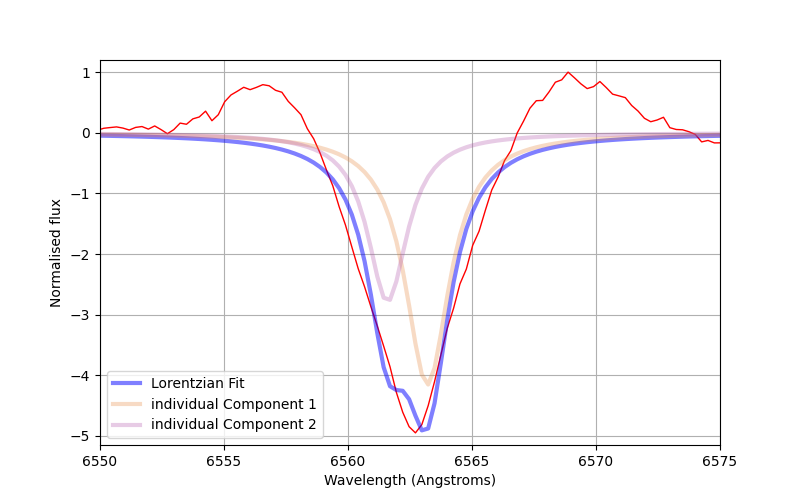 1
0
−1
−2
−3
−4
−5
Normalised flux
Lorentzian Fit
individual Component 1
individual Component 2
6550 6555 6560 6565 6570 6575
Wavelength (Angstroms)